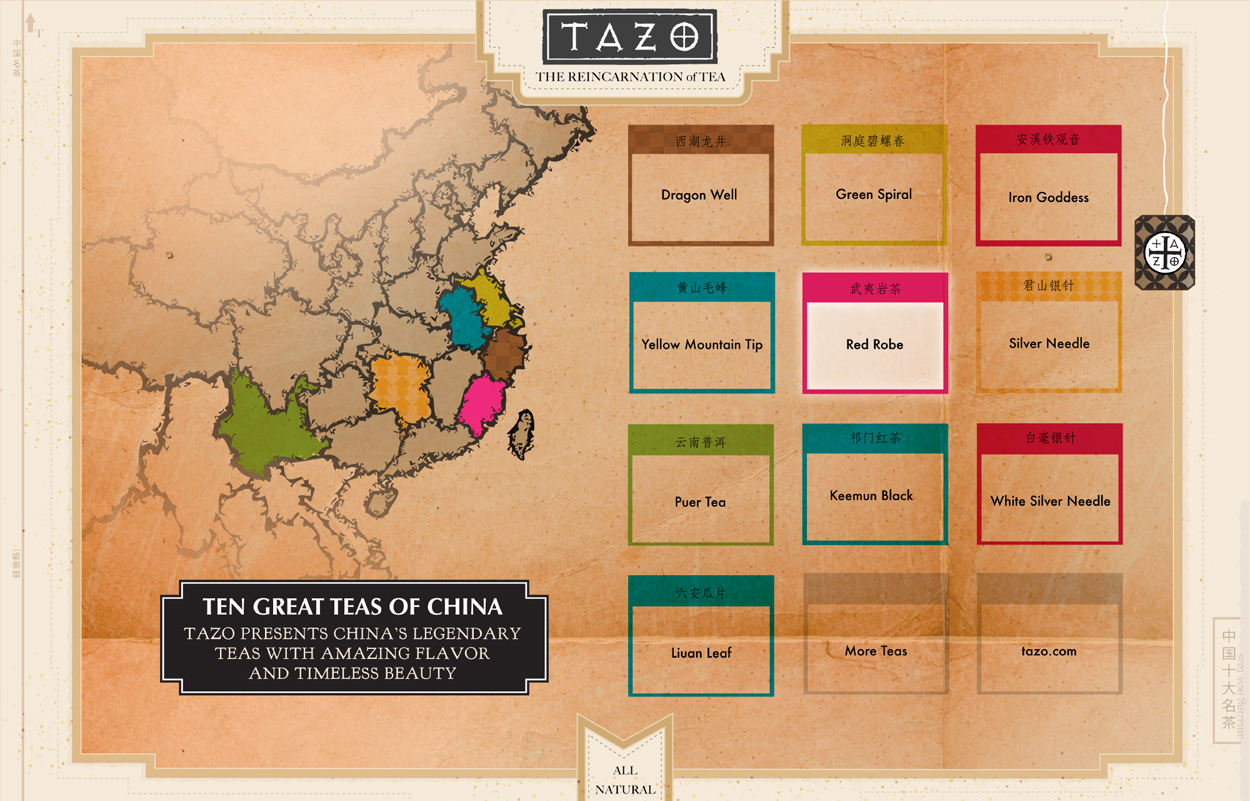 TAZO
THE REINCARNATION of TEA
西湖龙井
Dragon Well
洞庭碧螺春
Green Spiral
安溪铁观音
Iron Goddess
黄山毛峰
Yellow Mountain Tip
武夷岩茶
Red Robe
君山银针
Silver Needle
云南普洱
Puer Tea
祁门红茶
Keemun Black
白毫银针
White Silver Needle
六安瓜片
Liuan Leaf
More Teas
tazo.com
TEN GREAT TEAS OF CHINA
TAZO PRESENTS CHINA'S LEGENDARY
TEAS WITH AMAZING FLAVOR
AND TIMELESS BEAUTY
TAZO
中国十大名茶
ALL
NATURAL